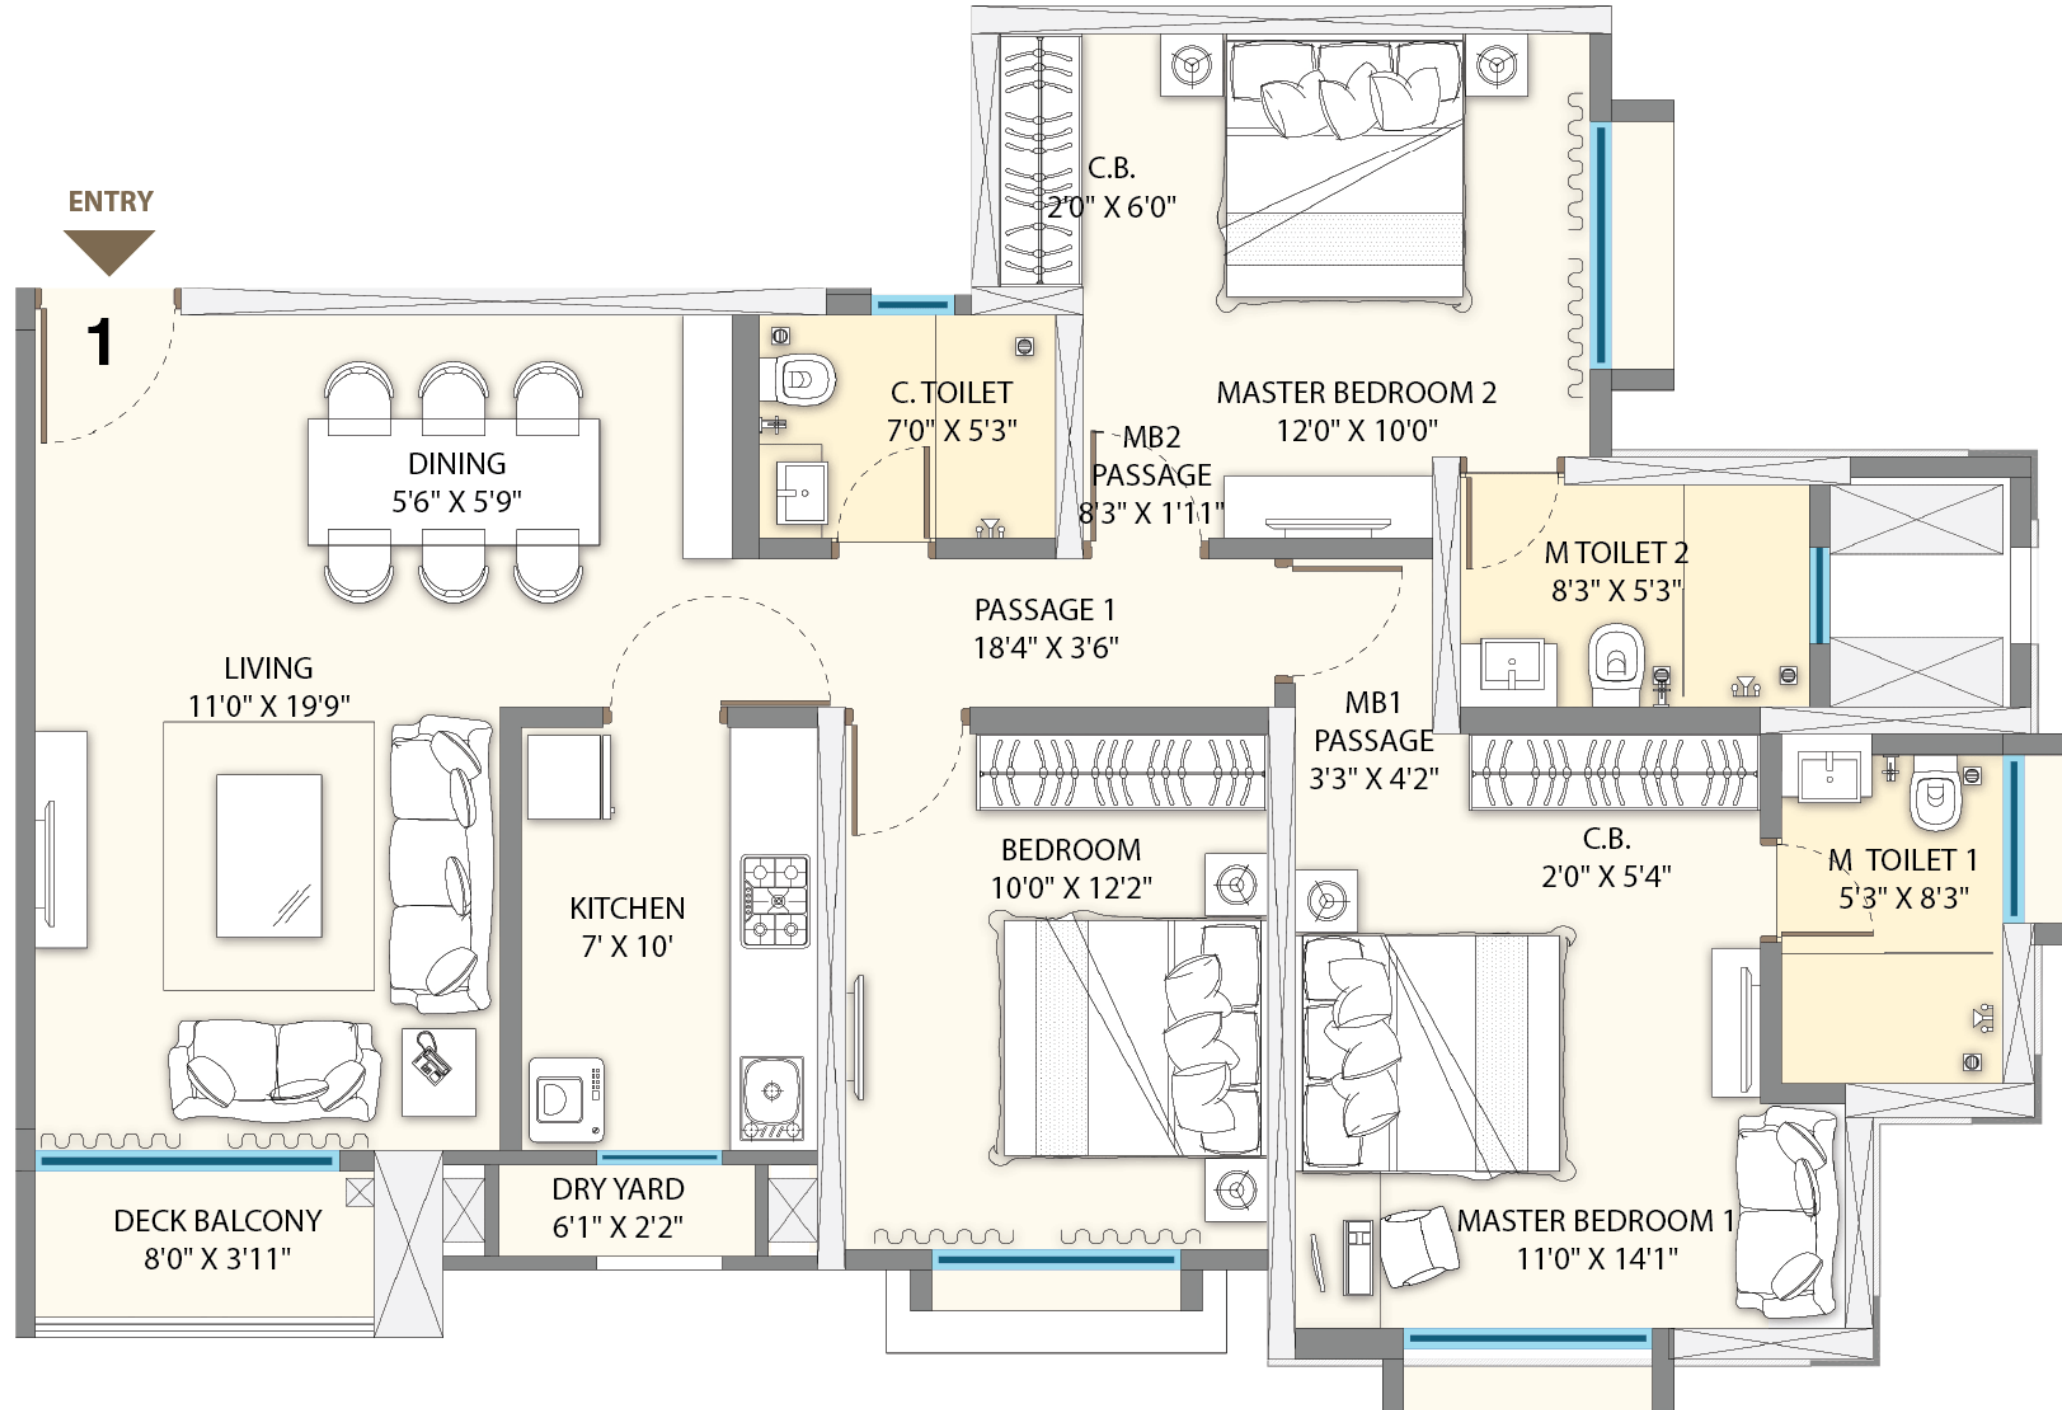 ENTRY
1
C.B.
2'0" X 6'0"
MASTER BEDROOM 2
12'0" X 10'0"
C. TOILET
7'0" X 5'3"
MB2
PASSAGE
8'3" X 1'11"
DINING
5'6" X 5'9"
M TOILET 2
8'3" X 5'3"
PASSAGE 1
18'4" X 3'6"
LIVING
11'0" X 19'9"
MB1
PASSAGE
3'3" X 4'2"
C.B.
2'0" X 5'4"
M TOILET 1
5'3" X 8'3"
BEDROOM
10'0" X 12'2"
KITCHEN
7' X 10'
DRY YARD
6'1" X 2'2"
DECK BALCONY
8'0" X 3'11"
MASTER BEDROOM 1
11'0" X 14'1"